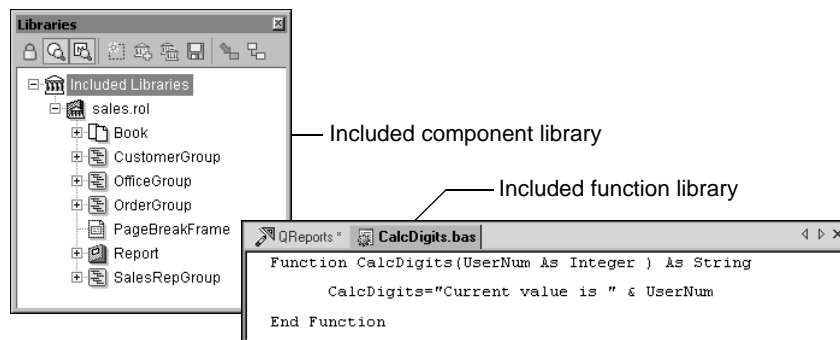 Libraries
Included Libraries
sales.rol
Book
CustomerGroup
OfficeGroup
OrderGroup
PageBreakFrame
Report
SalesRepGroup
Included component library
Included function library
QReports * CalcDigits.bas
Function CalcDigits(UserNum As Integer ) As String
CalcDigits="Current value is " & UserNum
End Function